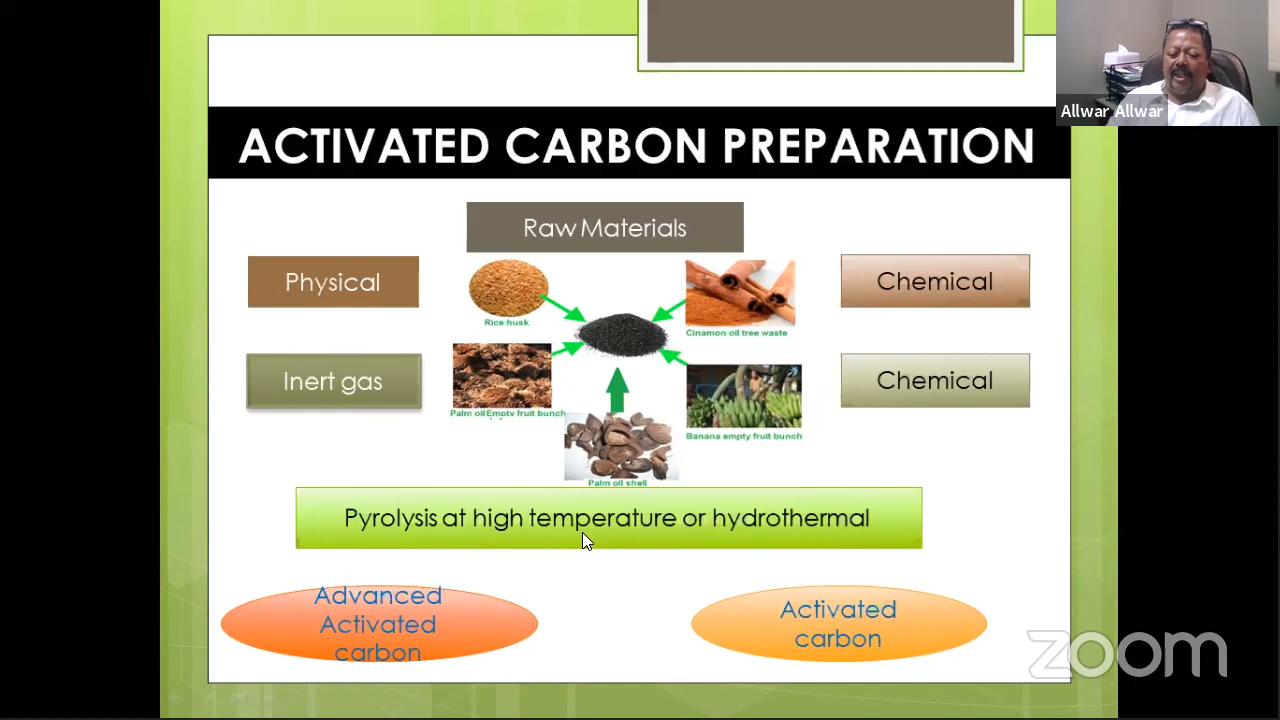 Allwar Allwar
ACTIVATED CARBON PREPARATION
Raw Materials
Physical
Chemical
Rice husk
Cinamon oil tree waste
Inert gas
Chemical
Palm oil Empty fruit bunch
Banana empty fruit bunch
Palm oil shell
Pyrolysis at high temperature or hydrothermal
Advanced
Activated
carbon
Activated
carbon
zoom